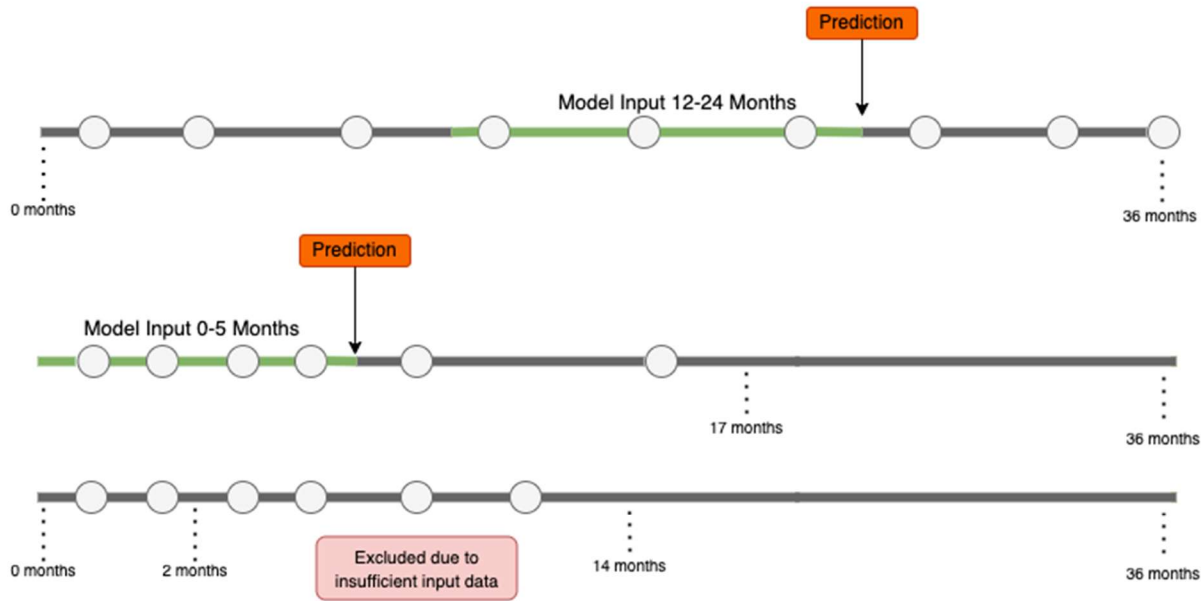 Prediction
Model Input 12-24 Months
0 months
36 months
Prediction
Model Input 0-5 Months
17 months
36 months
0 months
2 months
Excluded due to
insufficient input data
14 months
36 months